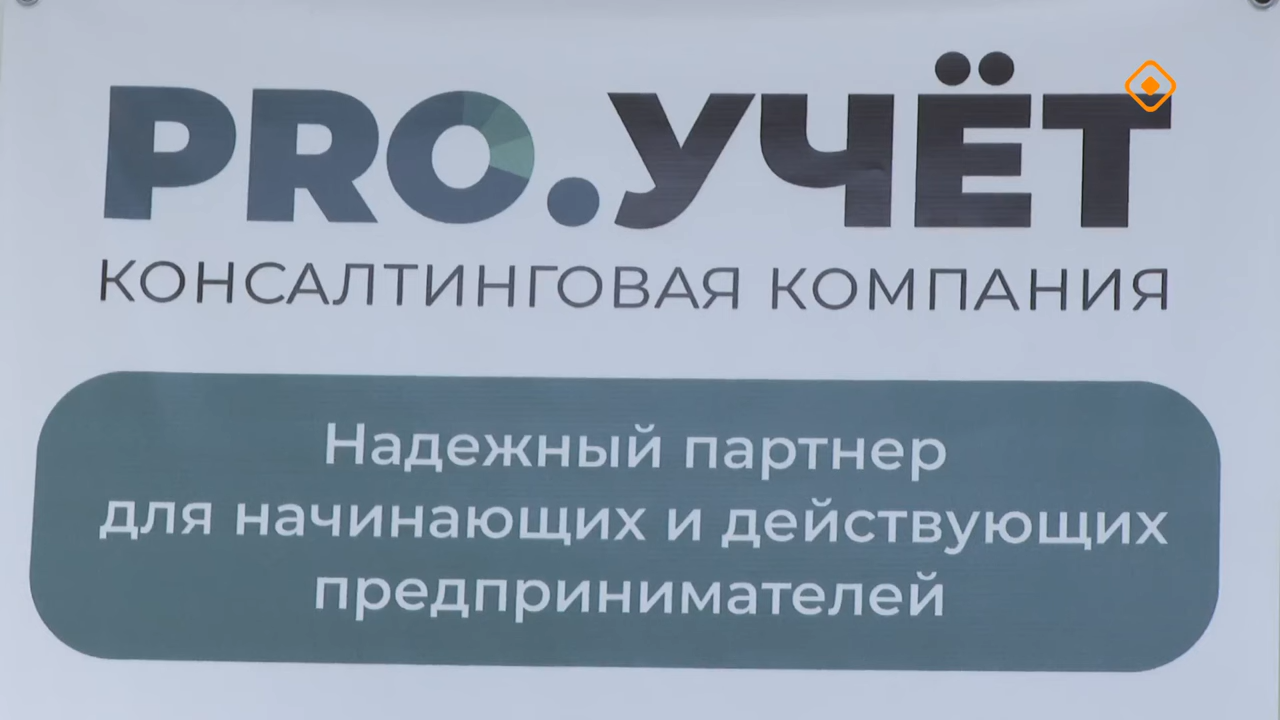 PRO.УЧЁТ
КОНСАЛТИНГОВАЯ КОМПАНИЯ
Надежный партнер
для начинающих и действующих
предпринимателей